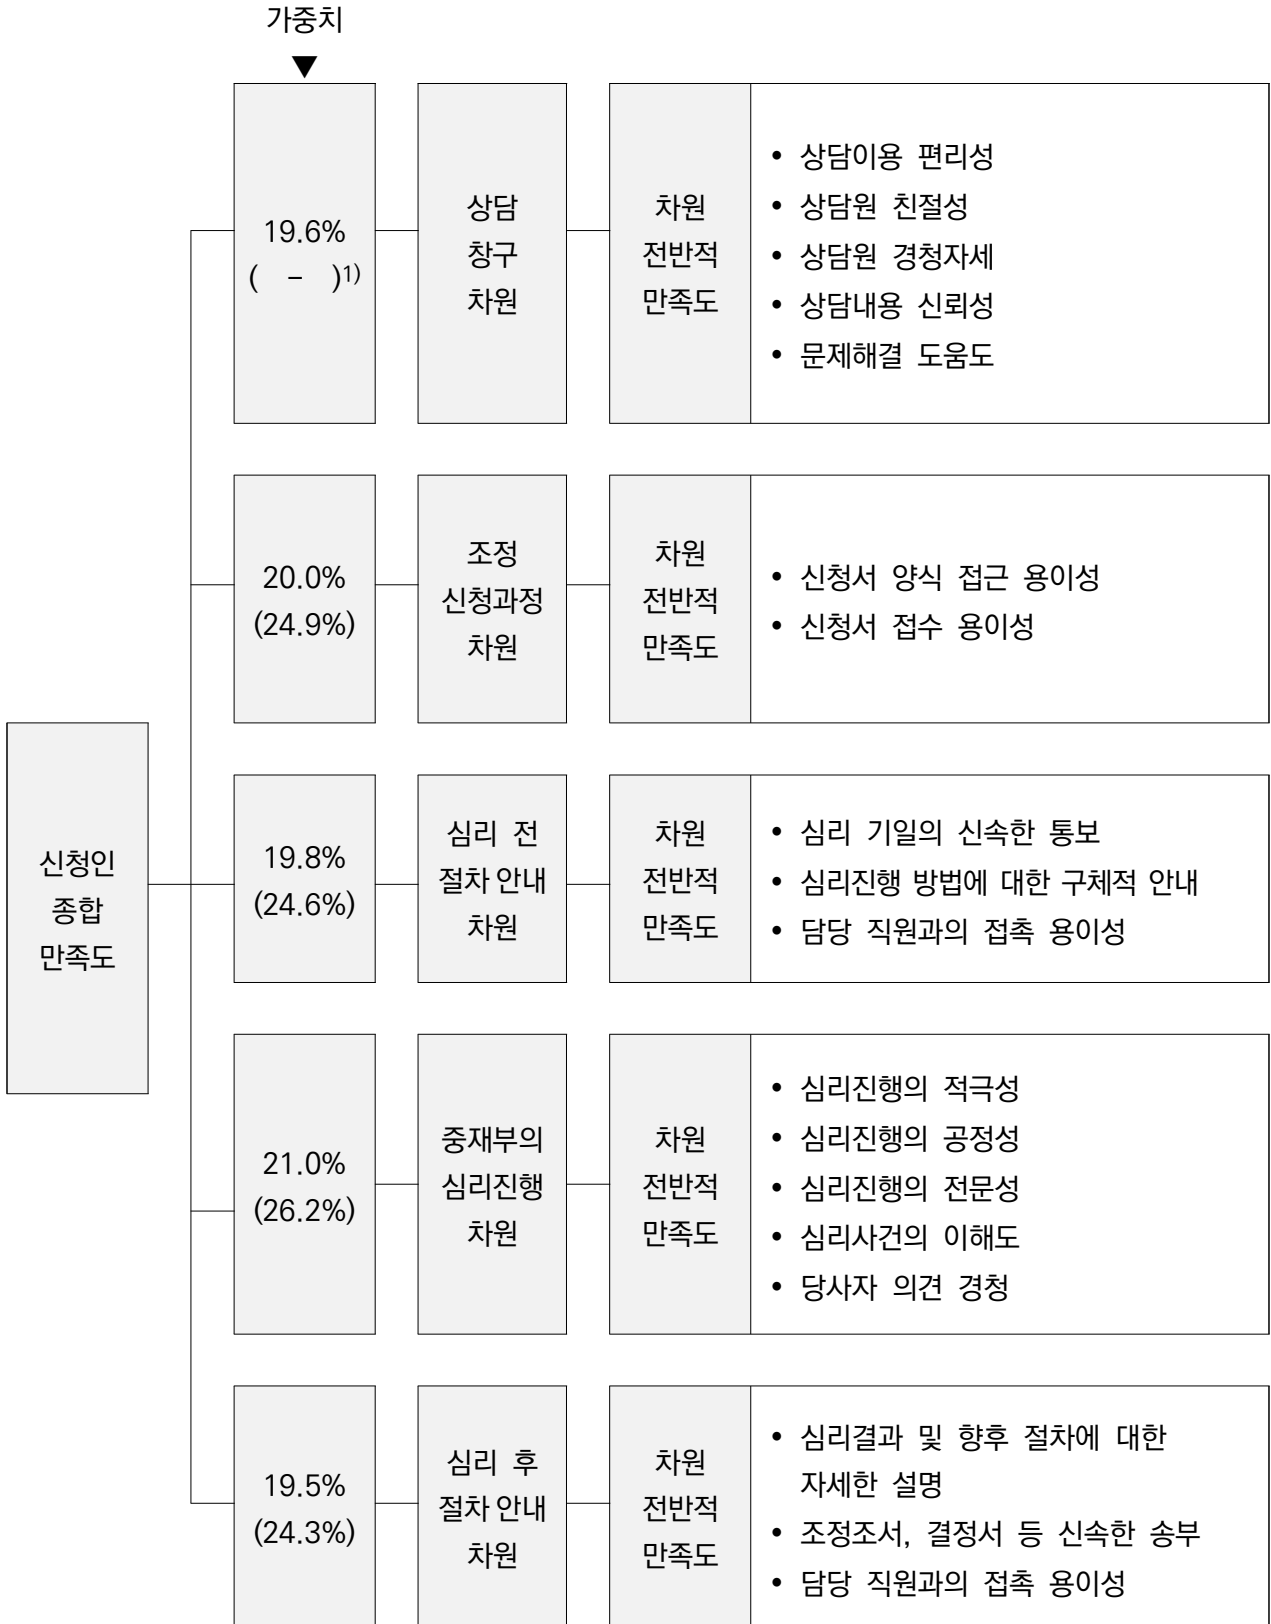 가중치
▼
19.6%
( – )1)
상담
창구
차원
차원
전반적
만족도
• 상담이용 편리성
• 상담원 친절성
• 상담원 경청자세
• 상담내용 신뢰성
• 문제해결 도움도
20.0%
(24.9%)
조정
신청과정
차원
차원
전반적
만족도
• 신청서 양식 접근 용이성
• 신청서 접수 용이성
신청인
종합
만족도
19.8%
(24.6%)
심리 전
절차 안내
차원
차원
전반적
만족도
• 심리 기일의 신속한 통보
• 심리진행 방법에 대한 구체적 안내
• 담당 직원과의 접촉 용이성
21.0%
(26.2%)
중재부의
심리진행
차원
차원
전반적
만족도
• 심리진행의 적극성
• 심리진행의 공정성
• 심리진행의 전문성
• 심리사건의 이해도
• 당사자 의견 경청
19.5%
(24.3%)
심리 후
절차 안내
차원
차원
전반적
만족도
• 심리결과 및 향후 절차에 대한
자세한 설명
• 조정조서, 결정서 등 신속한 송부
• 담당 직원과의 접촉 용이성